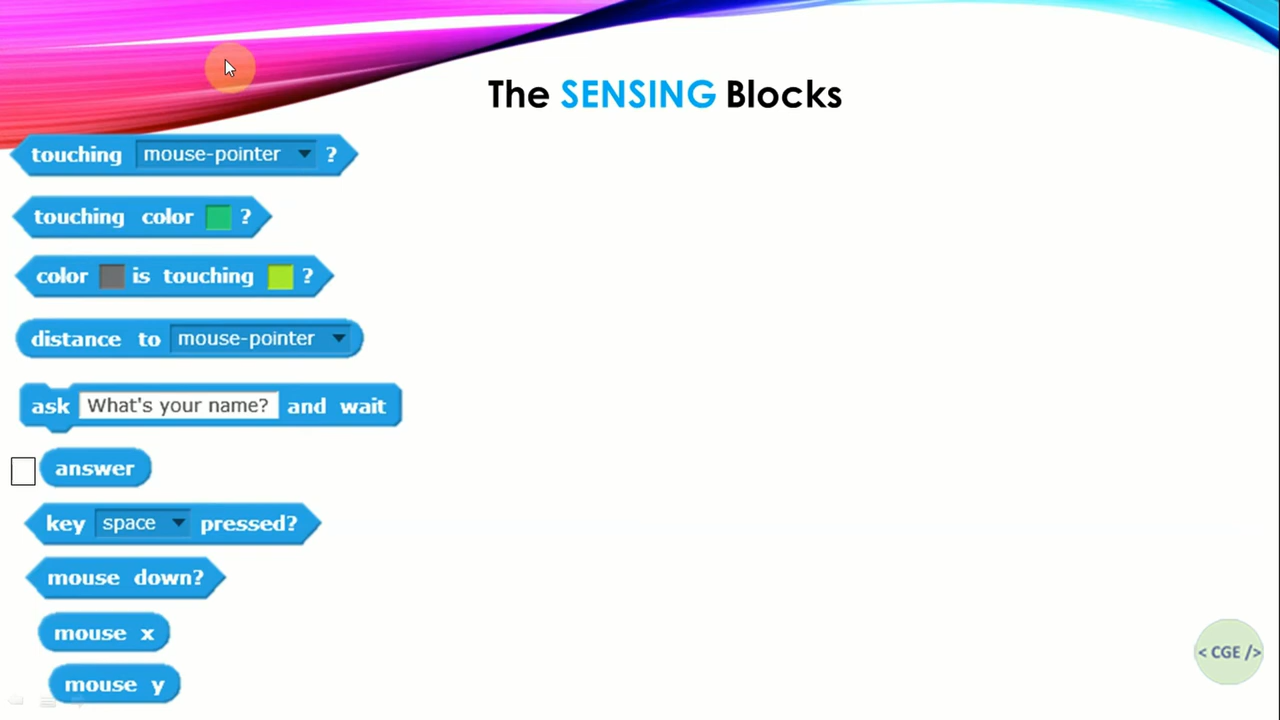 The SENSING Blocks
touching mouse-pointer ?
touching color ?
color is touching ?
distance to mouse-pointer
ask What's your name? and wait
answer
key space pressed?
mouse down?
mouse x
mouse y
< CGE />